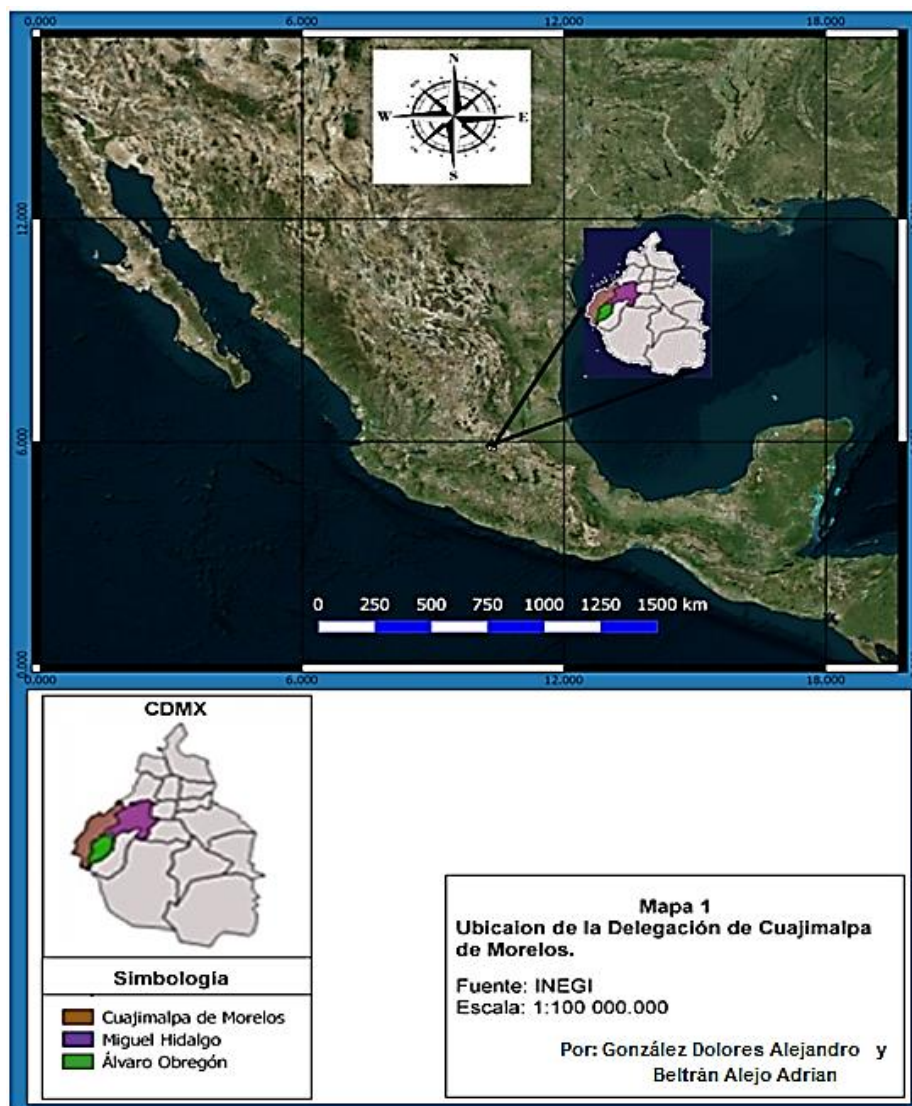 0.000 6.000 12.000 18.000
N
W E
S
12.000
6.000
0 250 500 750 1000 1250 1500 km
0.000
0.000 6.000 12.000 18.000
CDMX
Simbología
Cuajimalpa de Morelos
Miguel Hidalgo
Álvaro Obregón
Mapa 1
Ubicaion de la Delegación de Cuajimalpa
de Morelos.
Fuente: INEGI
Escala: 1:100 000.000
Por: González Dolores Alejandro y
Beltrán Alejo Adrian